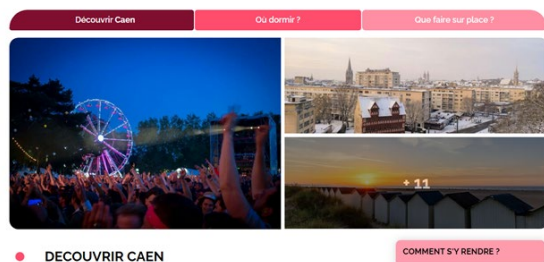 Découvrir Caen
Où dormir ?
Que faire sur place ?
+ 11
DECOUVRIR CAEN
COMMENT S'Y RENDRE ?